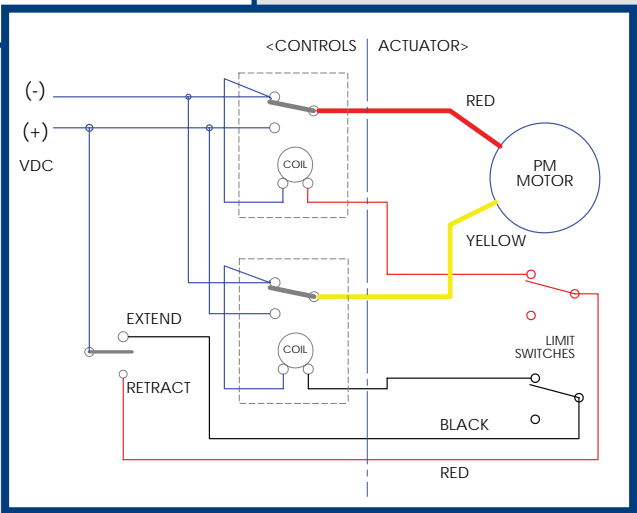 <CONTROLS ACTUATOR>
(-)
RED
(+)
VDC
COIL
PM
MOTOR
YELLOW
EXTEND
LIMIT
SWITCHES
COIL
RETRACT
BLACK
RED